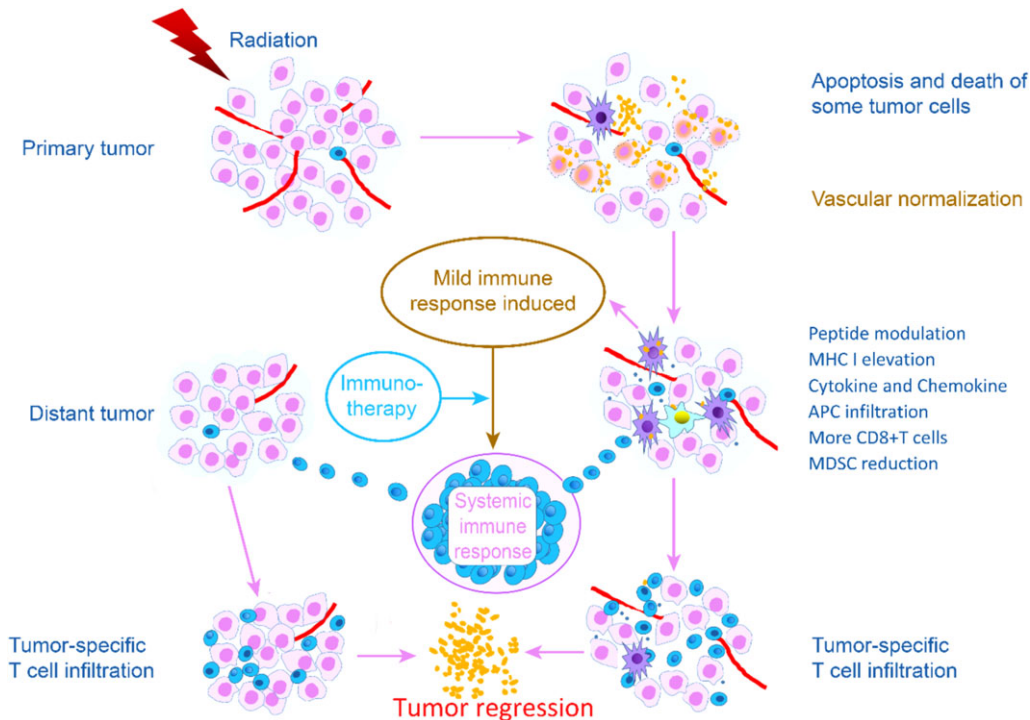 Radiation
Primary tumor
Apoptosis and death of
some tumor cells
Vascular normalization
Mild immune
response induced
Peptide modulation
MHC I elevation
Cytokine and Chemokine
APC infiltration
More CD8+T cells
MDSC reduction
Immuno-
therapy
Distant tumor
Systemic
immune
response
Tumor-specific
T cell infiltration
Tumor regression
Tumor-specific
T cell infiltration